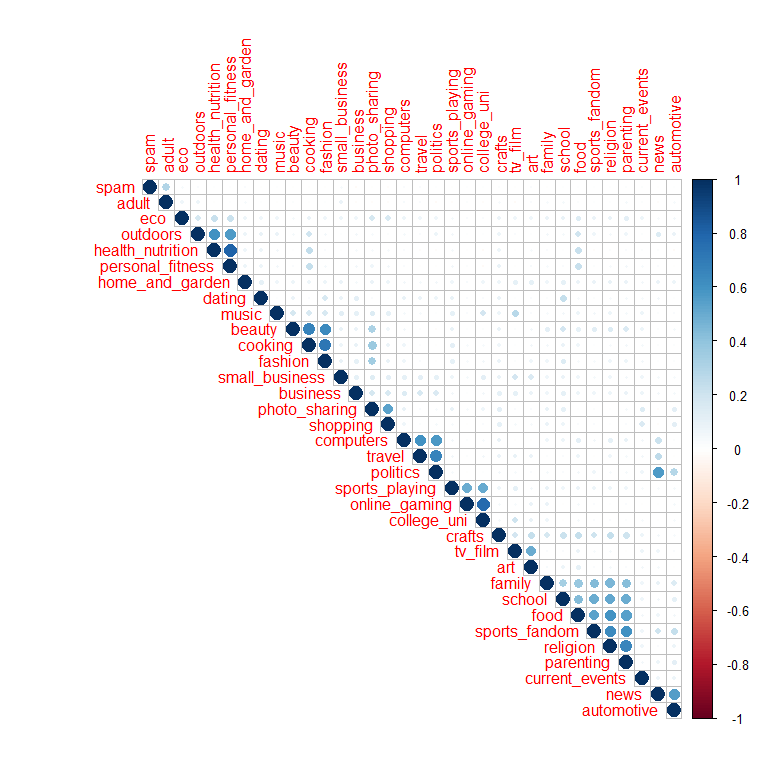 spam
adult
eco
outdoors
health_nutrition
personal_fitness
home_and_garden
dating
music
beauty
cooking
fashion
small_business
business
photo_sharing
shopping
computers
travel
politics
sports_playing
online_gaming
college_uni
crafts
tv_film
art
family
school
food
sports_fandom
religion
parenting
current_events
news
automotive
spam
adult
eco
outdoors
health_nutrition
personal_fitness
home_and_garden
dating
music
beauty
cooking
fashion
small_business
business
photo_sharing
shopping
computers
travel
politics
sports_playing
online_gaming
college_uni
crafts
tv_film
art
family
school
food
sports_fandom
religion
parenting
current_events
news
automotive
1
0.8
0.6
0.4
0.2
0
-0.2
-0.4
-0.6
-0.8
-1